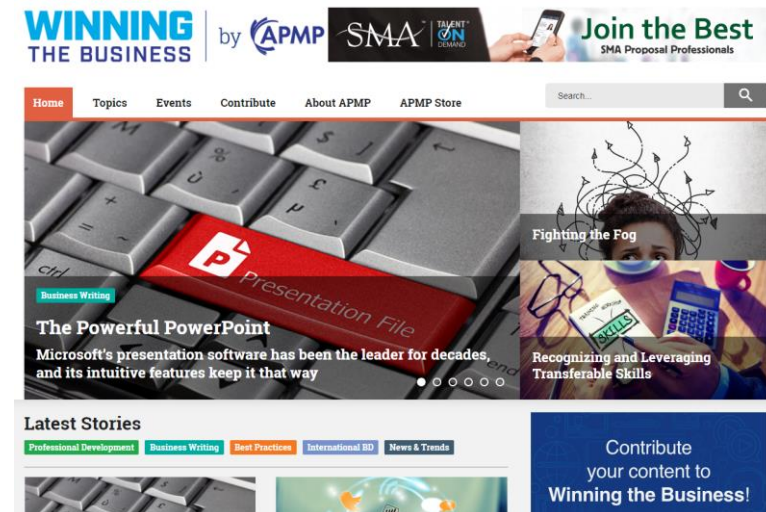 WINNING
THE BUSINESS
by APMP
SMA
TALENT
ON
DEMAND
Join the Best
SMA Proposal Professionals
Home
Topics
Events
Contribute
About APMP
APMP Store
Search...
Presentation File
Business Writing
The Powerful PowerPoint
Microsoft's presentation software has been the leader for decades,
and its intuitive features keep it that way
Fighting the Fog
SKILLS
Recognizing and Leveraging
Transferable Skills
Latest Stories
Professional Development
Business Writing
Best Practices
International BD
News & Trends
Contribute
your content to
Winning the Business!